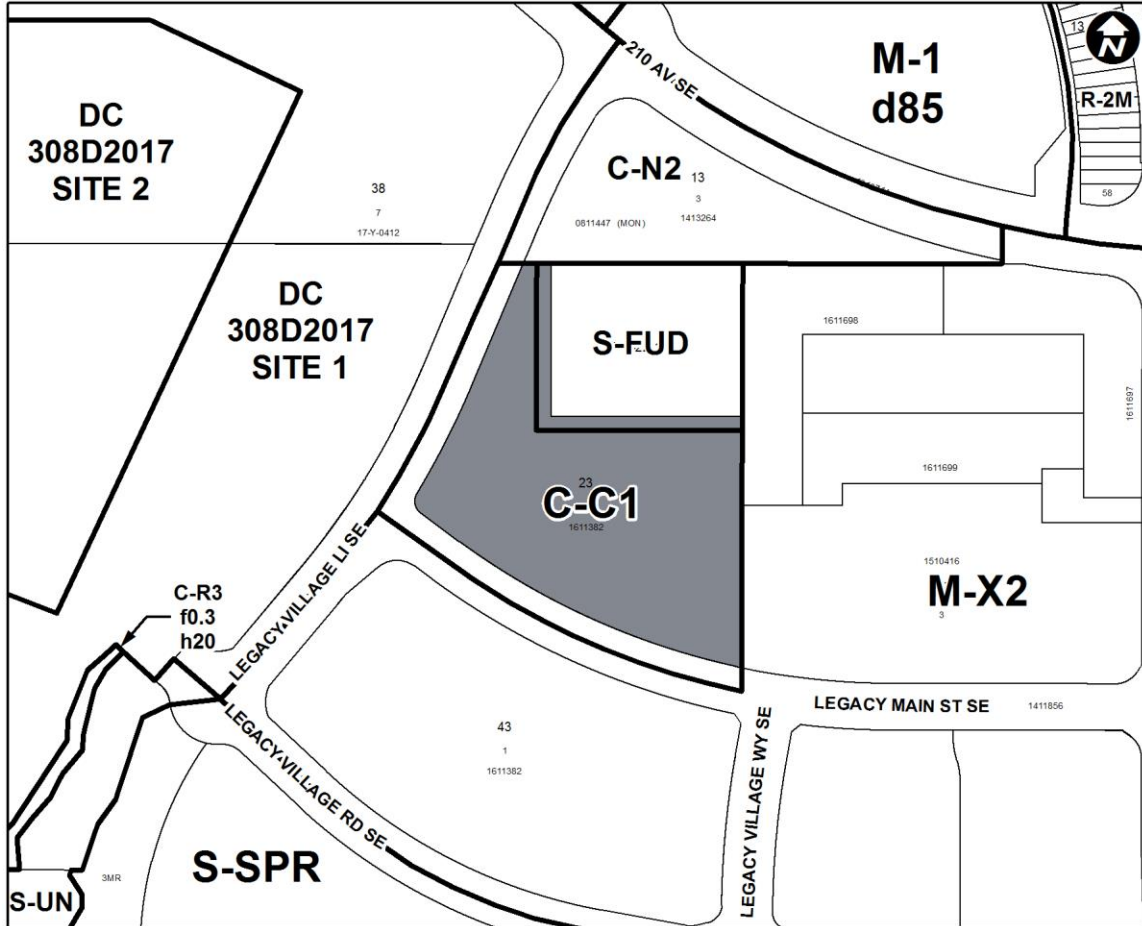 N
13
210 AV SE
M-1
d85
R-2M
58
DC
308D2017
SITE 2
38
7
17-Y-0412
C-N2
13
3
0811447 (MON)
1413264
DC
308D2017
SITE 1
S-FUD
1611698
1611697
1611699
23
C-C1
1611382
1510416
M-X2
3
C-R3
f0.3
h20
LEGACY VILLAGE LI SE
LEGACY MAIN ST SE
1411856
LEGACY VILLAGE RD SE
43
1
1611382
LEGACY VILLAGE WY SE
S-SPR
3MR
S-UN